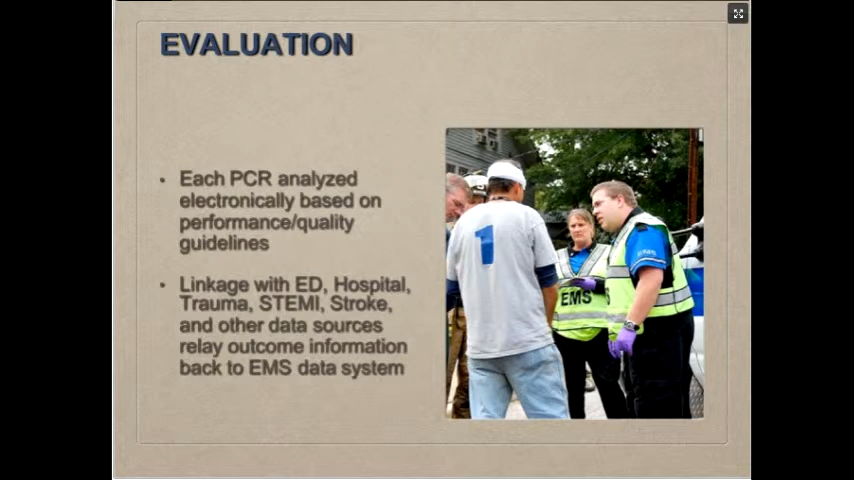 EVALUATION
• Each PCR analyzed
electronically based on
performance/quality
guidelines
• Linkage with ED, Hospital,
Trauma, STEMI, Stroke,
and other data sources
relay outcome information
back to EMS data system
1
EMS